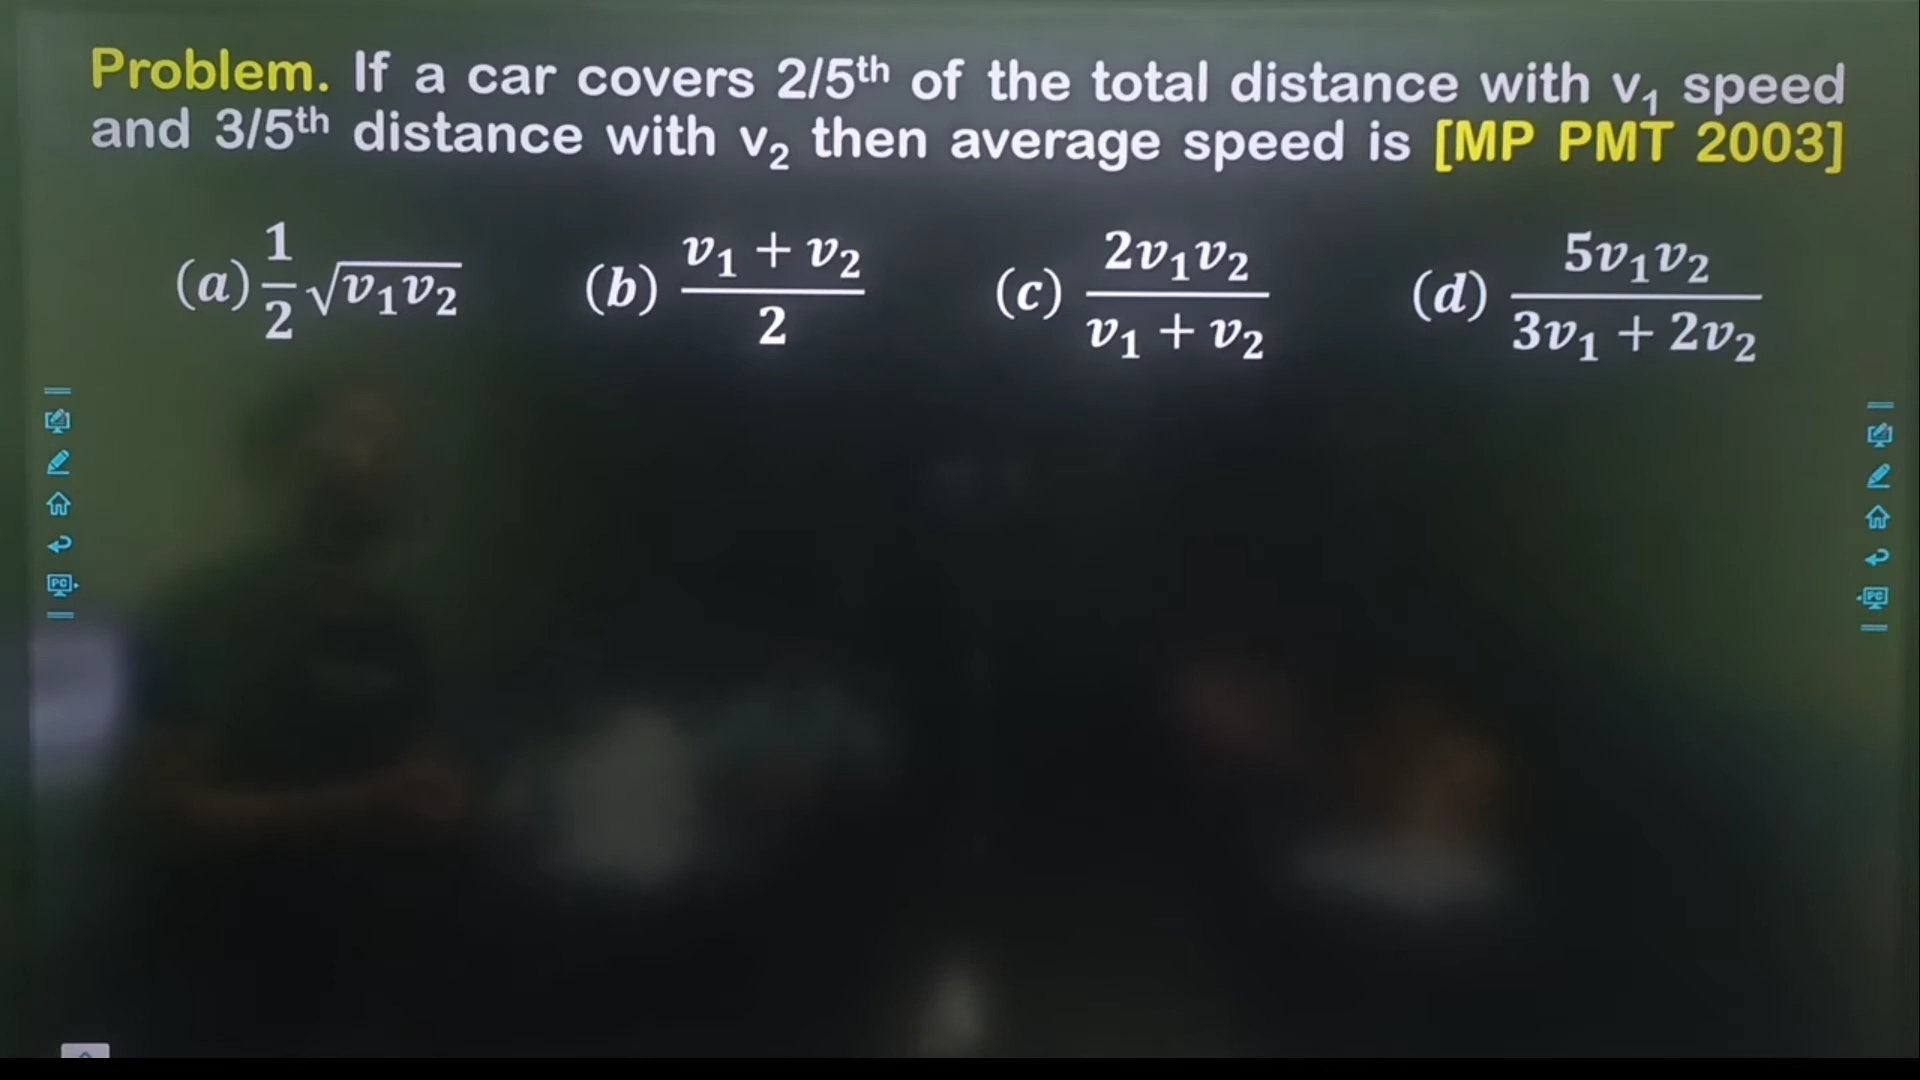 Problem. If a car covers 2/5th of the total distance with v₁ speed
and 3/5th distance with v₂ then average speed is [MP PMT 2003]
(a) 1/2 √v₁v₂ (b) v₁ + v₂ / 2 (c) 2v₁v₂ / v₁ + v₂ (d) 5v₁v₂ / 3v₁ + 2v₂
PC
PC